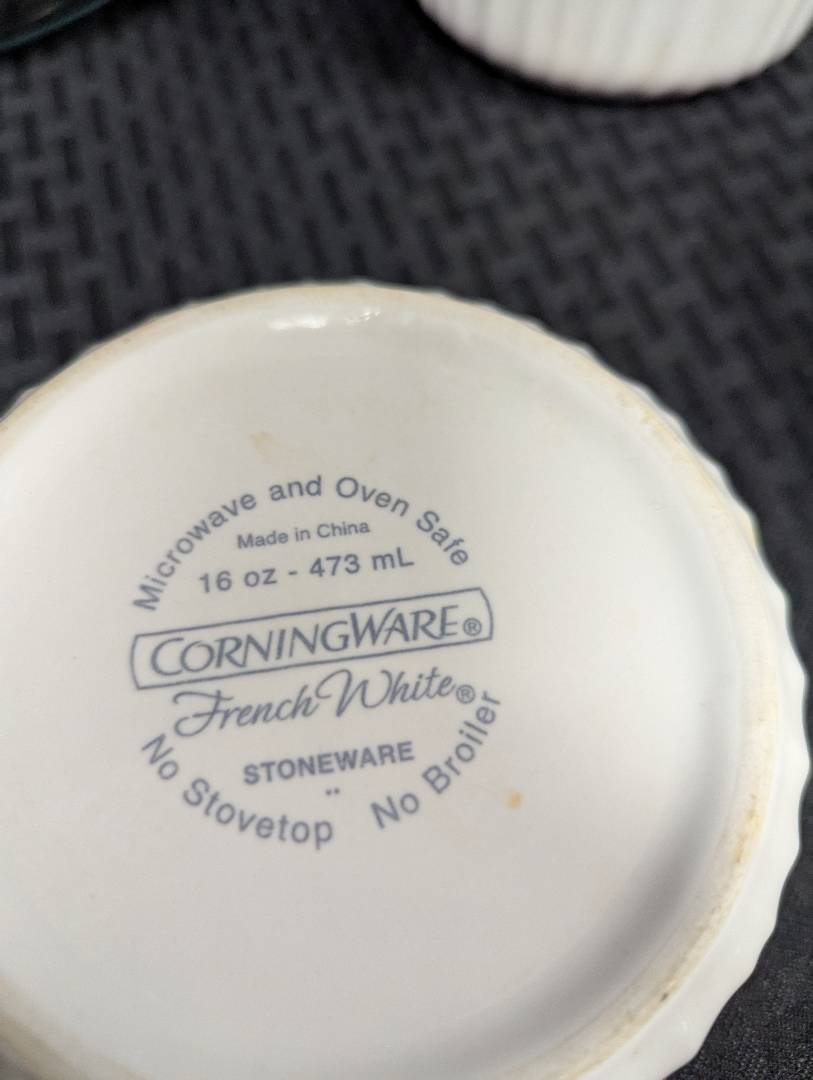 Microwave and Oven Safe
Made in China
16 oz - 473 mL
CORNINGWARE®
French White®
STONEWARE
No Stovetop No Broiler